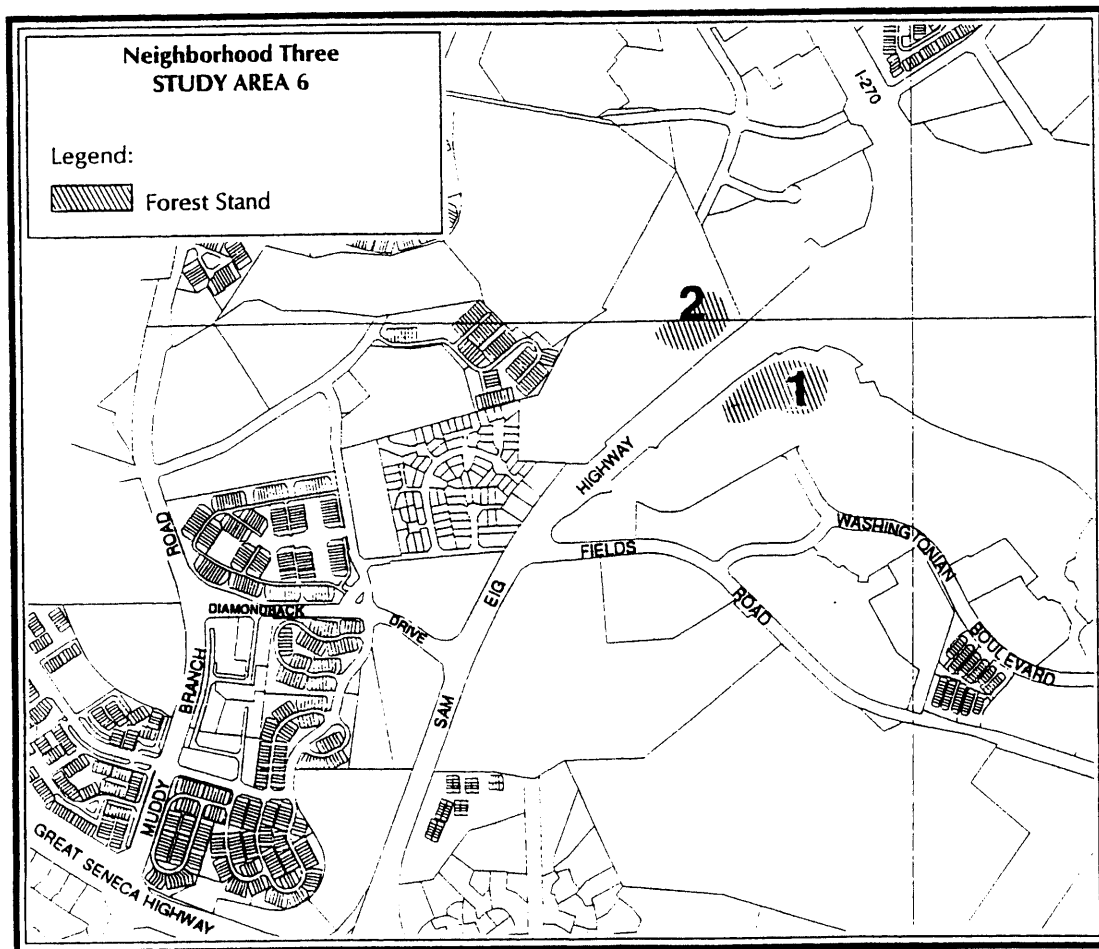 Neighborhood Three
STUDY AREA 6
Legend:
Forest Stand
I-270
2
1
HIGHWAY
WASHINGTONIAN
BOULEVARD
FIELDS
ROAD
ROAD
EIG
SAM
DIAMONDBACK
DRIVE
BRANCH
MUDDY
GREAT SENECA HIGHWAY